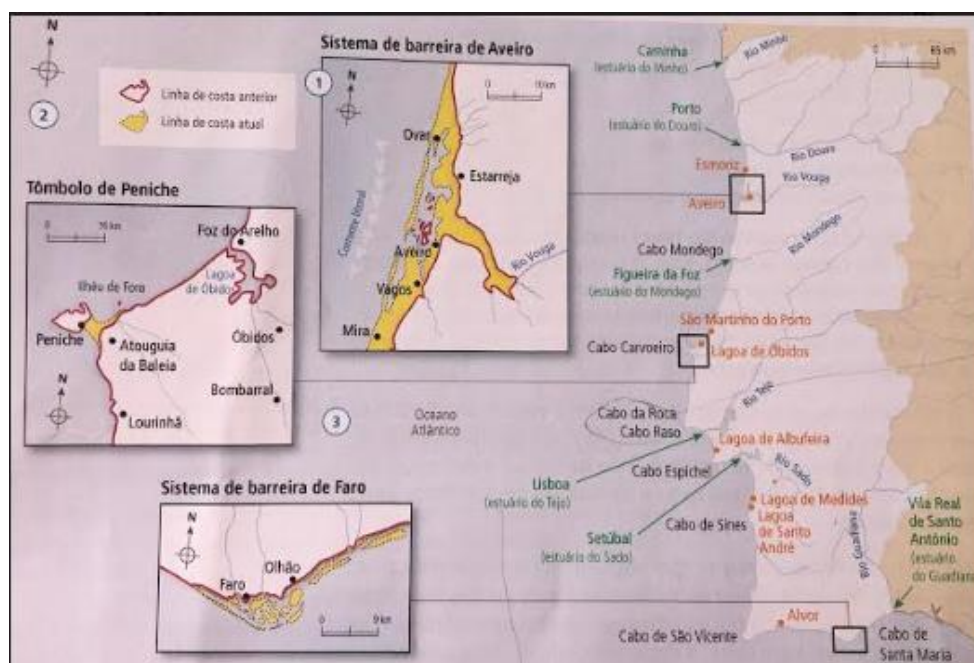 N
2
Linha de costa anterior
Linha de costa atual
Tômbolo de Peniche
0
Foz do Arelho
Lagoa
de Óbidos
Ilhéu de Fora
Peniche
Atouguia
da Baleia
Óbidos
Bombarral
Lourinhã
N
Sistema de barreira de Aveiro
1
N
0
10 km
Ovar
Estarreja
Corrente litoral
Aveiro
Rio Vouga
Vagos
Mira
3
Oceano
Atlântico
Sistema de barreira de Faro
N
Olhão
Faro
0
9 km
Caminha
(estuário do Minho)
Rio Minho
0
Porto
(estuário do Douro)
Rio Douro
Esmoriz
Rio Vouga
Aveiro
Cabo Mondego
Rio Mondego
Figueira da Foz
(estuário do Mondego)
São Martinho do Porto
Cabo Carvoeiro
Lagoa de Óbidos
Rio Tejo
Cabo da Roca
Cabo Raso
Lagoa de Albufeira
Cabo Espichel
Rio Sado
Lisboa
(estuário do Tejo)
Lagoa de Medides
Lagoa
de Santo
André
Cabo de Sines
Setúbal
(estuário do Sado)
Rio Guadiana
Vila Real
de Santo
António
(estuário
do Guadiana
Alvor
Cabo de São Vicente
Cabo de
Santa Maria